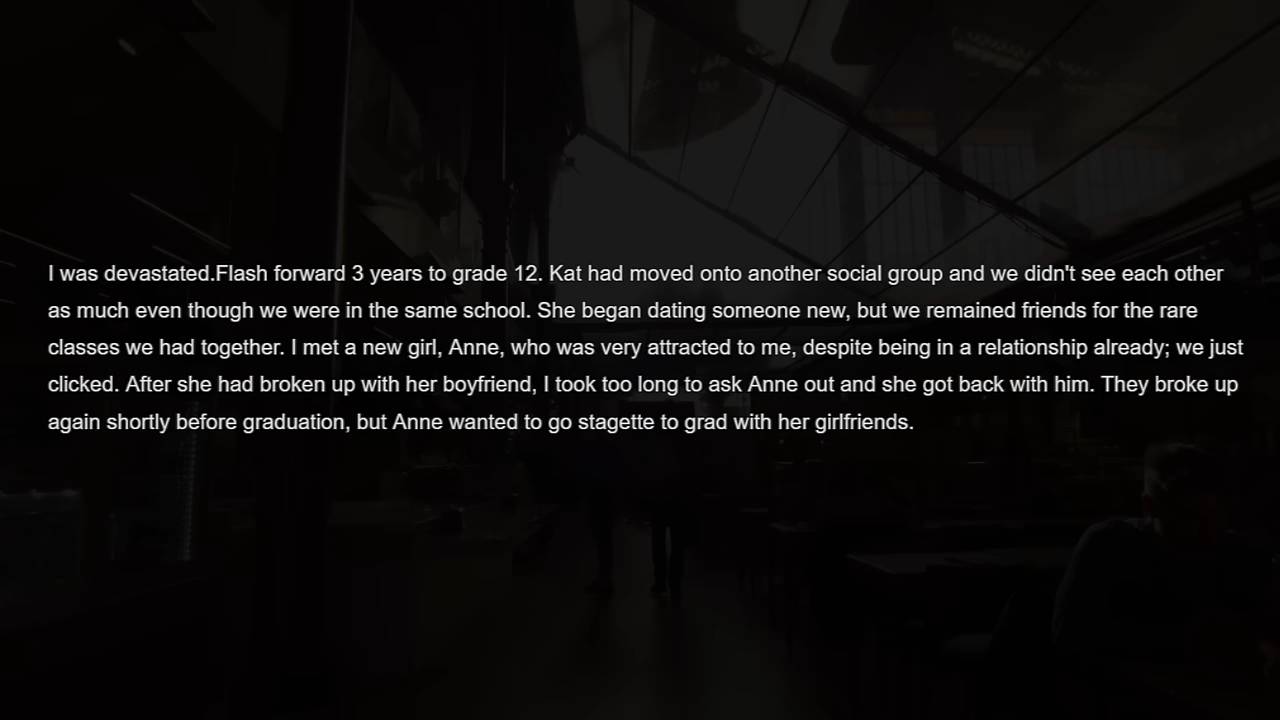 I was devastated.Flash forward 3 years to grade 12. Kat had moved onto another social group and we didn't see each other
as much even though we were in the same school. She began dating someone new, but we remained friends for the rare
classes we had together. I met a new girl, Anne, who was very attracted to me, despite being in a relationship already; we just
clicked. After she had broken up with her boyfriend, I took too long to ask Anne out and she got back with him. They broke up
again shortly before graduation, but Anne wanted to go stagette to grad with her girlfriends.